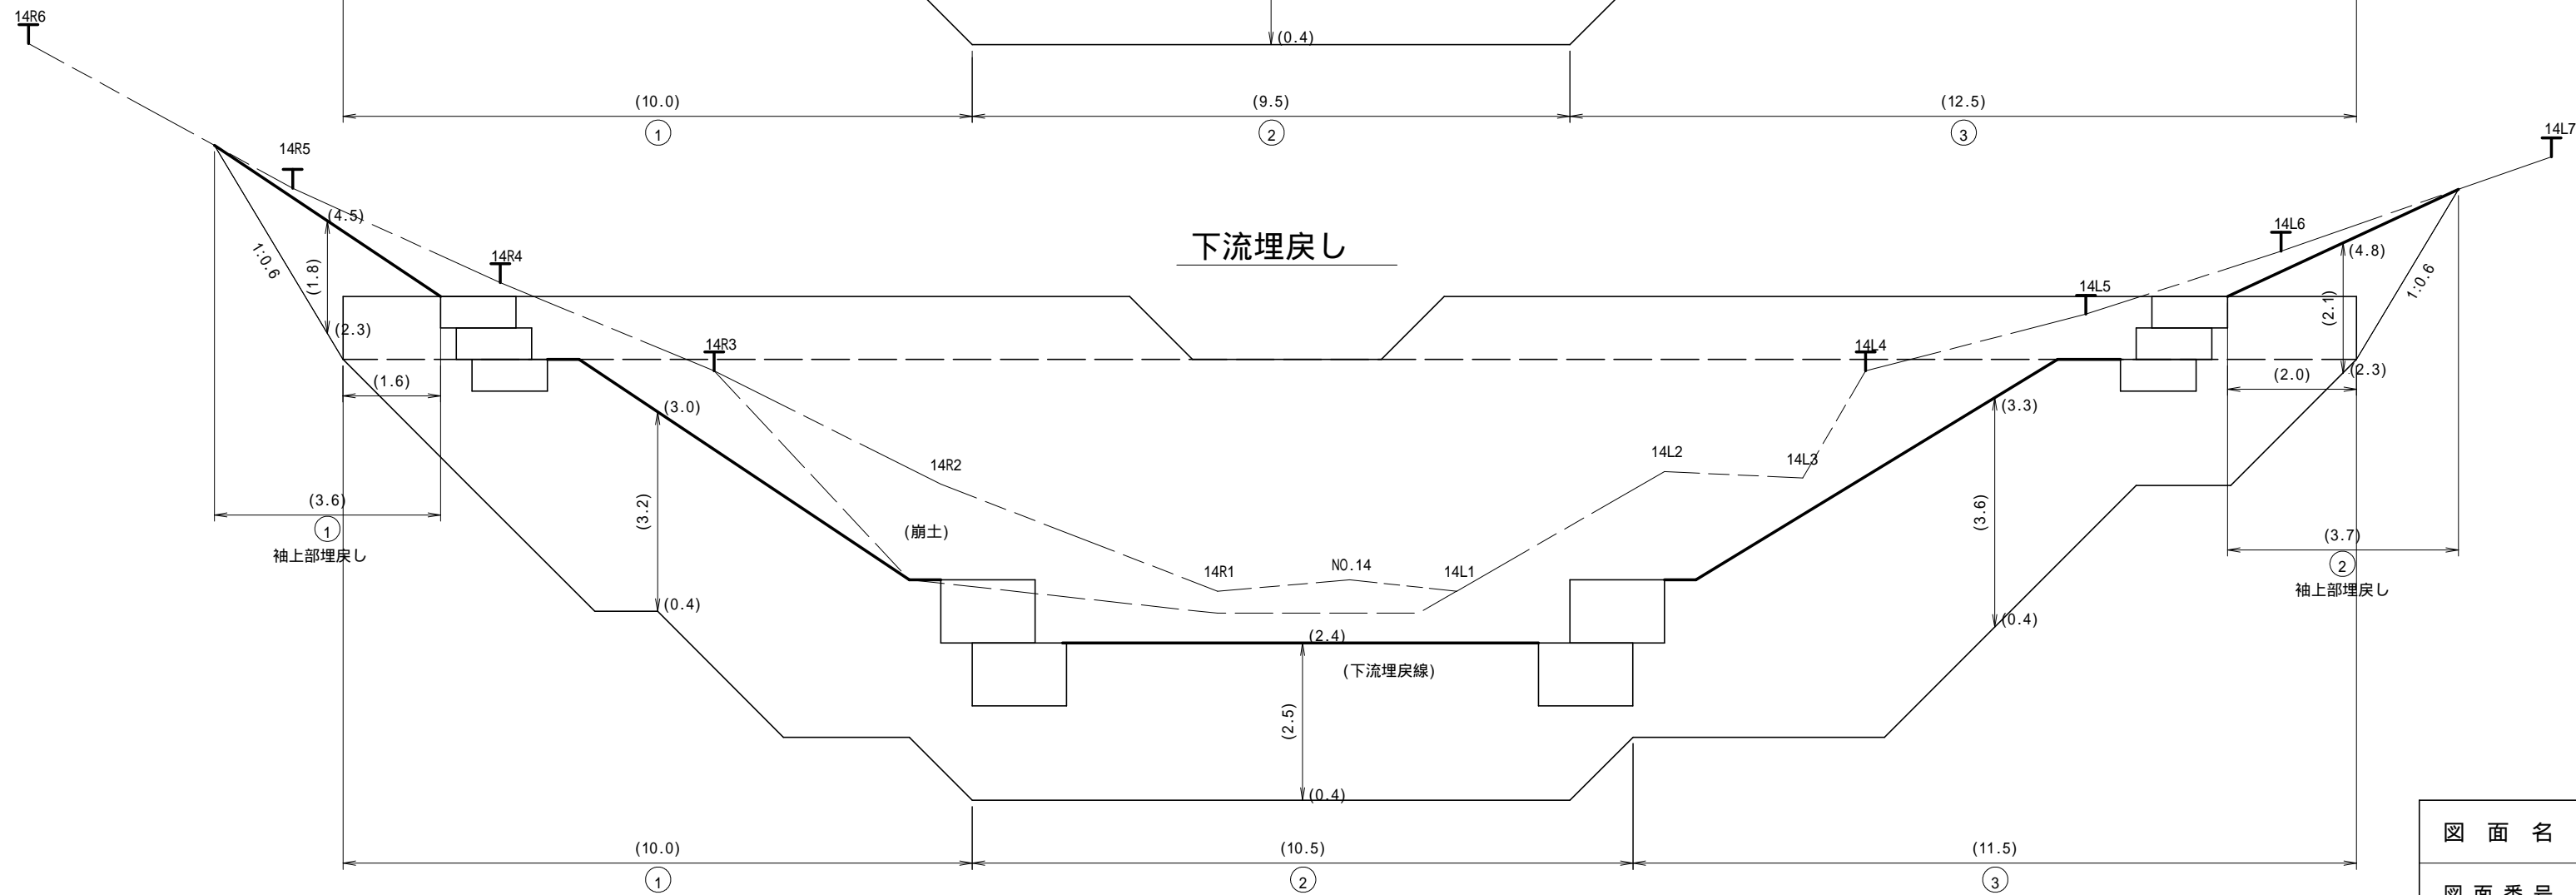 14R6
(0.4)
(10.0) (9.5) (12.5)
① ② ③
14L7
14R5
(4.5)
14L6
下流埋戻し
1:0.6
(1.8)
14R4
(4.8)
1:0.6
14L5
(2.1)
(2.3)
14R3
14L4
(1.6)
(2.3)
(2.0)
(3.0)
(3.3)
14R2
14L2
14L3
(3.6)
①
袖上部埋戻し
(3.2)
(崩土)
(3.6)
(3.7)
②
袖上部埋戻し
14R1
NO.14
14L1
(0.4)
(0.4)
(2.4)
(下流埋戻線)
(2.5)
(0.4)
図 面 名
(10.0) (10.5) (11.5)
① ② ③
図 面 番 号